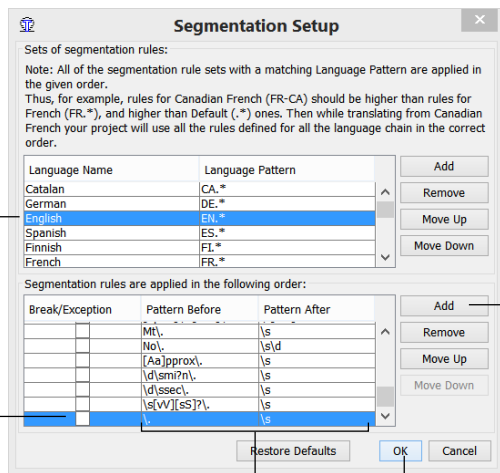 Segmentation Setup
Sets of segmentation rules:
Note: All of the segmentation rule sets with a matching Language Pattern are applied in
the given order.
Thus, for example, rules for Canadian French (FR-CA) should be higher than rules for
French (FR.*), and higher than Default (.*) ones. Then while translating from Canadian
French your project will use all the rules defined for all the language chain in the correct
order.
Language Name Language Pattern
Catalan CA.*
German DE.*
English EN.*
Spanish ES.*
Finnish FI.*
French FR.*
Add
Remove
Move Up
Move Down
Segmentation rules are applied in the following order:
Break/Exception Pattern Before Pattern After
Mt\. \s
No\. \s\d
[Aa]pprox\. \s
\d\smi?n\. \s
\d\ssec\. \s
\s[vV][sS]?\. \s
\. \s
Add
Remove
Move Up
Move Down
Restore Defaults OK Cancel